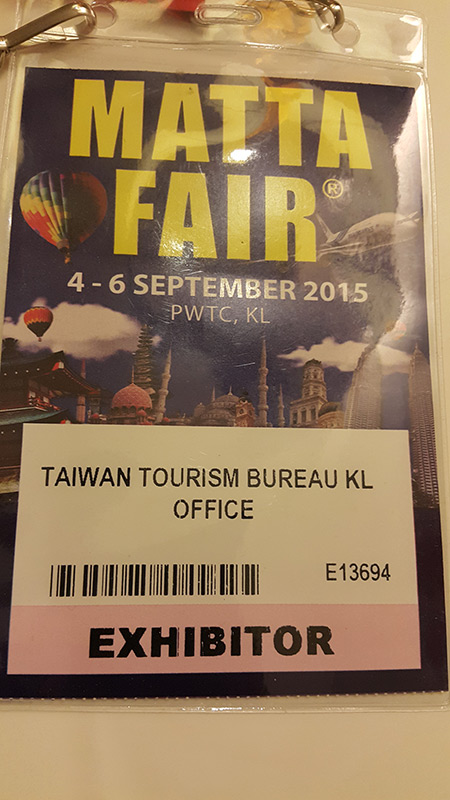 MATTA
FAIR®
4 - 6 SEPTEMBER 2015
PWTC, KL
TAIWAN TOURISM BUREAU KL
OFFICE
E13694
EXHIBITOR